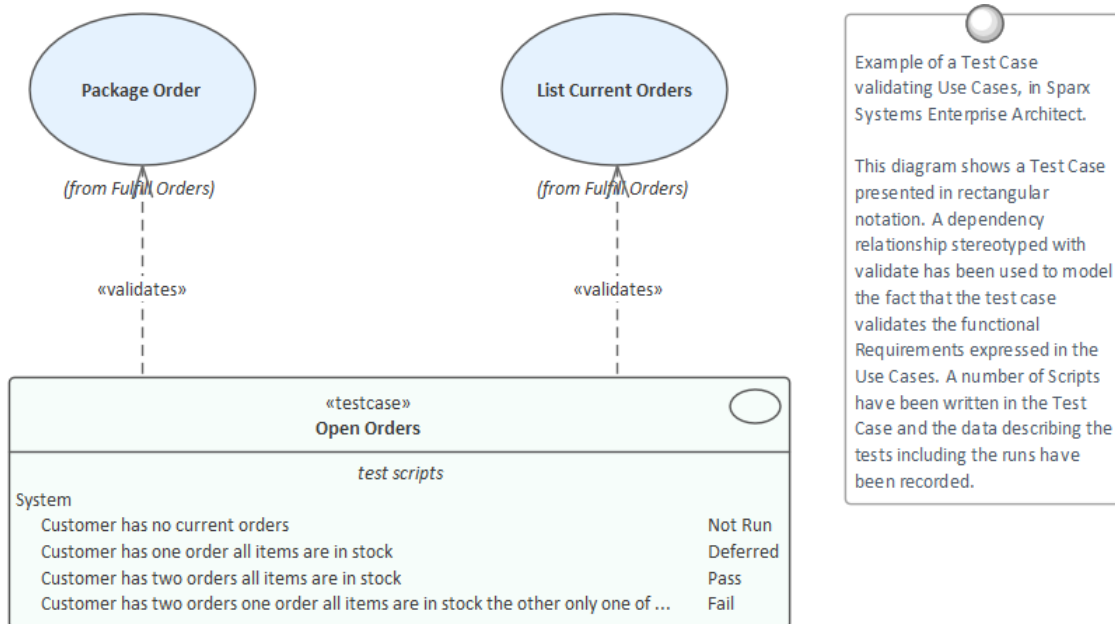 Package Order
List Current Orders
(from Fulfill Orders)
(from Fulfill Orders)
«validates»
«validates»
«testcase»
Open Orders
test scripts
System
Customer has no current orders Not Run
Customer has one order all items are in stock Deferred
Customer has two orders all items are in stock Pass
Customer has two orders one order all items are in stock the other only one of ... Fail
Example of a Test Case
validating Use Cases, in Sparx
Systems Enterprise Architect.
This diagram shows a Test Case
presented in rectangular
notation. A dependency
relationship stereotyped with
validate has been used to model
the fact that the test case
validates the functional
Requirements expressed in the
Use Cases. A number of Scripts
have been written in the Test
Case and the data describing the
tests including the runs have
been recorded.